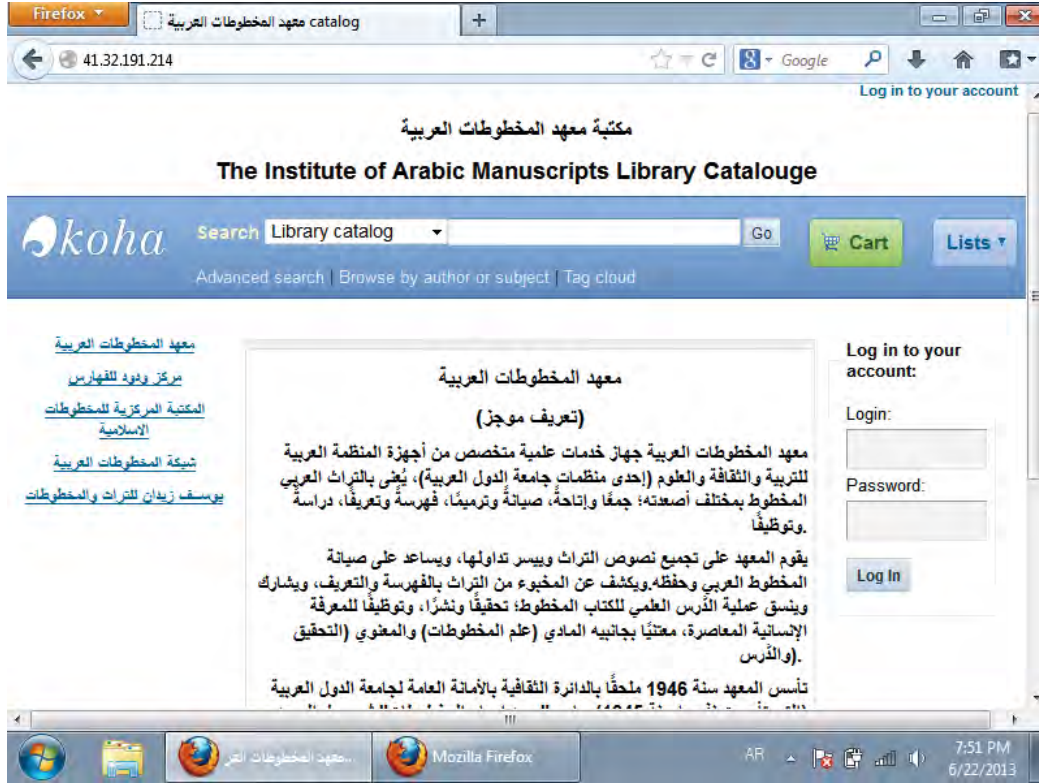 Firefox
معهد المخطوطات العربية catalog
41.32.191.214
Google
Log in to your account
مكتبة معهد المخطوطات العربية
The Institute of Arabic Manuscripts Library Catalouge
koha
Search Library catalog Go
Cart
Lists
Advanced search | Browse by author or subject | Tag cloud
معهد المخطوطات العربية
مركز ودود للفهارس
المكتبة المركزية للمخطوطات
الاسلامية
شبكة المخطوطات العربية
يوسف زيدان للتراث والمخطوطات
معهد المخطوطات العربية
(تعريف موجز)
معهد المخطوطات العربية جهاز خدمات علمية متخصص من أجهزة المنظمة العربية
للتربية والثقافة والعلوم (إحدى منظمات جامعة الدول العربية)، يُعنى بالتراث العربي
المخطوط بمختلف أصعدته؛ جمعًا وإتاحةً، صيانةً وترميمًا، فهرسةً وتعريفًا، دراسةً
.وتوظيفًا
يقوم المعهد على تجميع نصوص التراث وييسر تداولها، ويساعد على صيانة
المخطوط العربي وحفظه.ويكشف عن المخبوء من التراث بالفهرسة والتعريف، ويشارك
وينسق عملية الدَّرس العلمي للكتاب المخطوط؛ تحقيقًا ونشرًا، وتوظيفًا للمعرفة
الإنسانية المعاصرة، معتنيًا بجانبيه المادي (علم المخطوطات) والمعنوي (التحقيق
.(والدَّرس
تأسس المعهد سنة 1946 ملحقًا بالدائرة الثقافية بالأمانة العامة لجامعة الدول العربية
Log in to your
account:
Login:
Password:
Log In
معهد المخطوطات العر...
Mozilla Firefox
AR
7:51 PM
6/22/2013